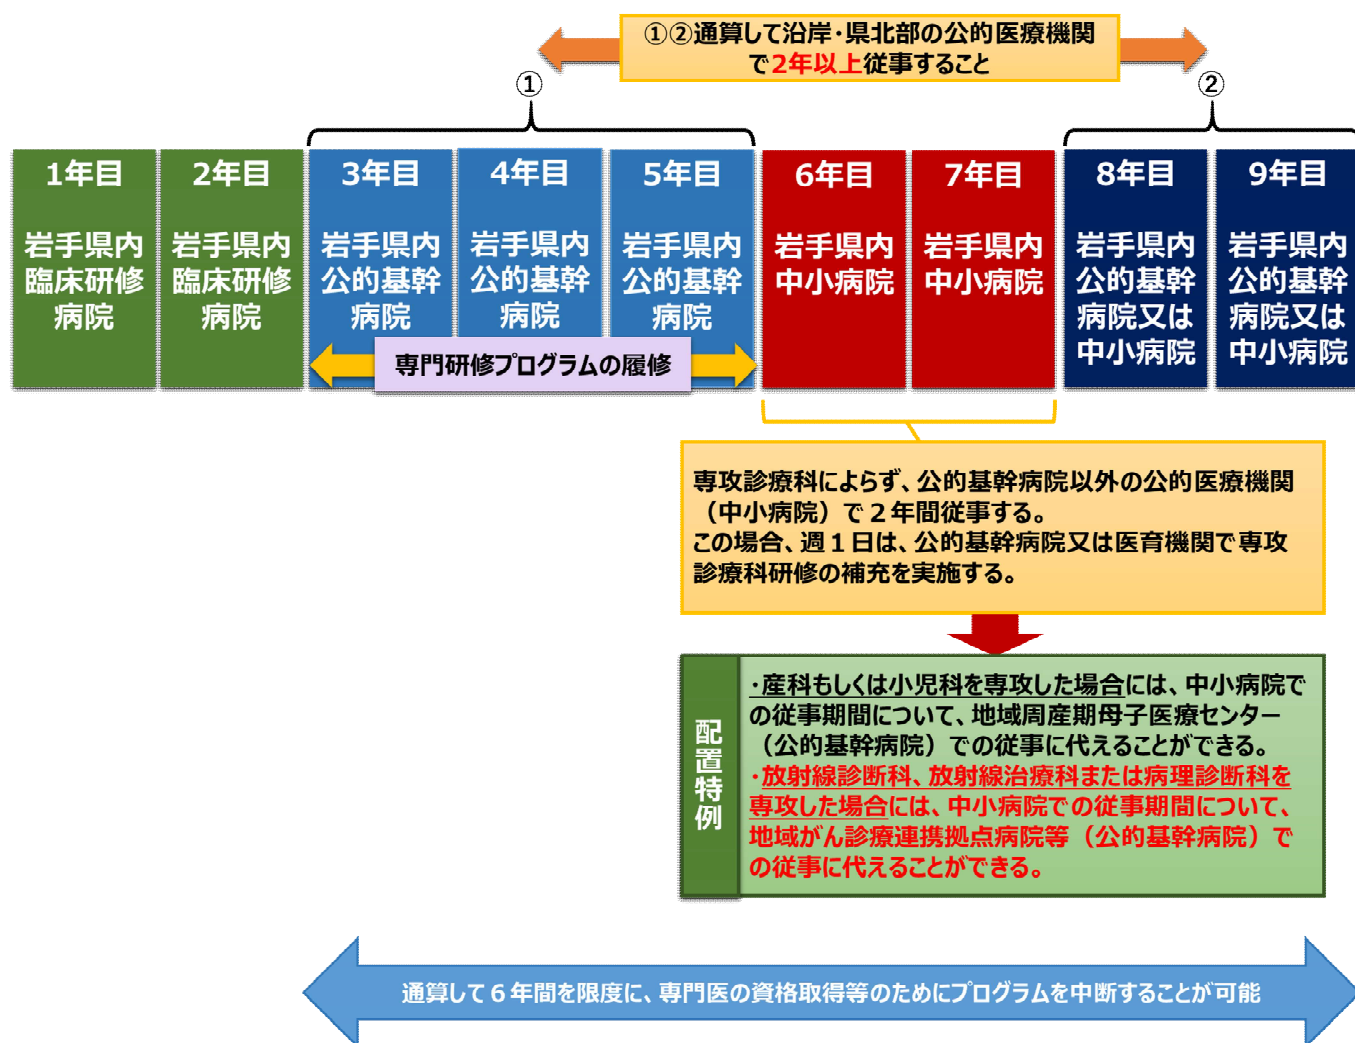 ①②通算して沿岸・県北部の公的医療機関
で2年以上従事すること
①
②
1年目
岩手県内
臨床研修
病院
2年目
岩手県内
臨床研修
病院
3年目
岩手県内
公的基幹
病院
4年目
岩手県内
公的基幹
病院
5年目
岩手県内
公的基幹
病院
6年目
岩手県内
中小病院
7年目
岩手県内
中小病院
8年目
岩手県内
公的基幹
病院又は
中小病院
9年目
岩手県内
公的基幹
病院又は
中小病院
専門研修プログラムの履修
専攻診療科によらず、公的基幹病院以外の公的医療機関
（中小病院）で２年間従事する。
この場合、週１日は、公的基幹病院又は医育機関で専攻
診療科研修の補充を実施する。
配置特例
・産科もしくは小児科を専攻した場合には、中小病院で
の従事期間について、地域周産期母子医療センター
（公的基幹病院）での従事に代えることができる。
・放射線診断科、放射線治療科または病理診断科を
専攻した場合には、中小病院での従事期間について、
地域がん診療連携拠点病院等（公的基幹病院）で
の従事に代えることができる。
通算して６年間を限度に、専門医の資格取得等のためにプログラムを中断することが可能